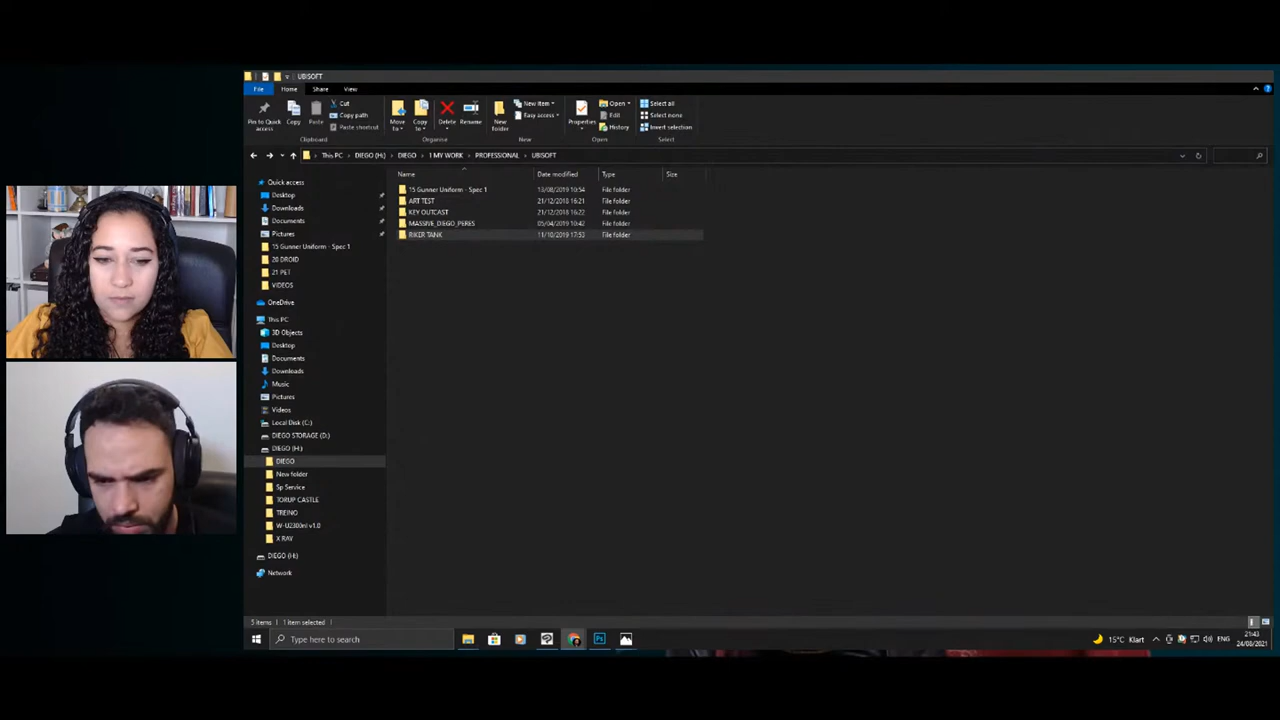 UBISOFT
File Home Share View
Pin to Quick access
Copy
Paste
Cut
Copy path
Paste shortcut
Clipboard
Move to
Copy to
Delete
Rename
Organise
New folder
New item
Easy access
New
Properties
Open
Edit
History
Open
Select all
Select none
Invert selection
Select
This PC > DIEGO (H:) > DIEGO > 1 MY WORK > PROFESSIONAL > UBISOFT
Name Date modified Type Size
15 Gunner Uniform - Spec 1 13/08/2019 10:54 File folder
ART TEST 21/12/2018 16:21 File folder
KEY OUTCAST 21/12/2018 16:22 File folder
MASSIVE_DIEGO_PERES 05/04/2019 10:42 File folder
RIKER TANK 11/10/2019 17:53 File folder
Quick access
Desktop
Downloads
Documents
Pictures
15 Gunner Uniform - Spec 1
20 DROID
21 PET
VIDEOS
OneDrive
This PC
3D Objects
Desktop
Documents
Downloads
Music
Pictures
Videos
Local Disk (C:)
DIEGO STORAGE (D:)
DIEGO (H:)
DIEGO
New folder
Sp Service
TORUP CASTLE
TREINO
W-U2300nl v1.0
X RAV
DIEGO (H:)
Network
5 items 1 item selected
Type here to search
Ps
15°C Klart
ENG
21:43
24/08/2021